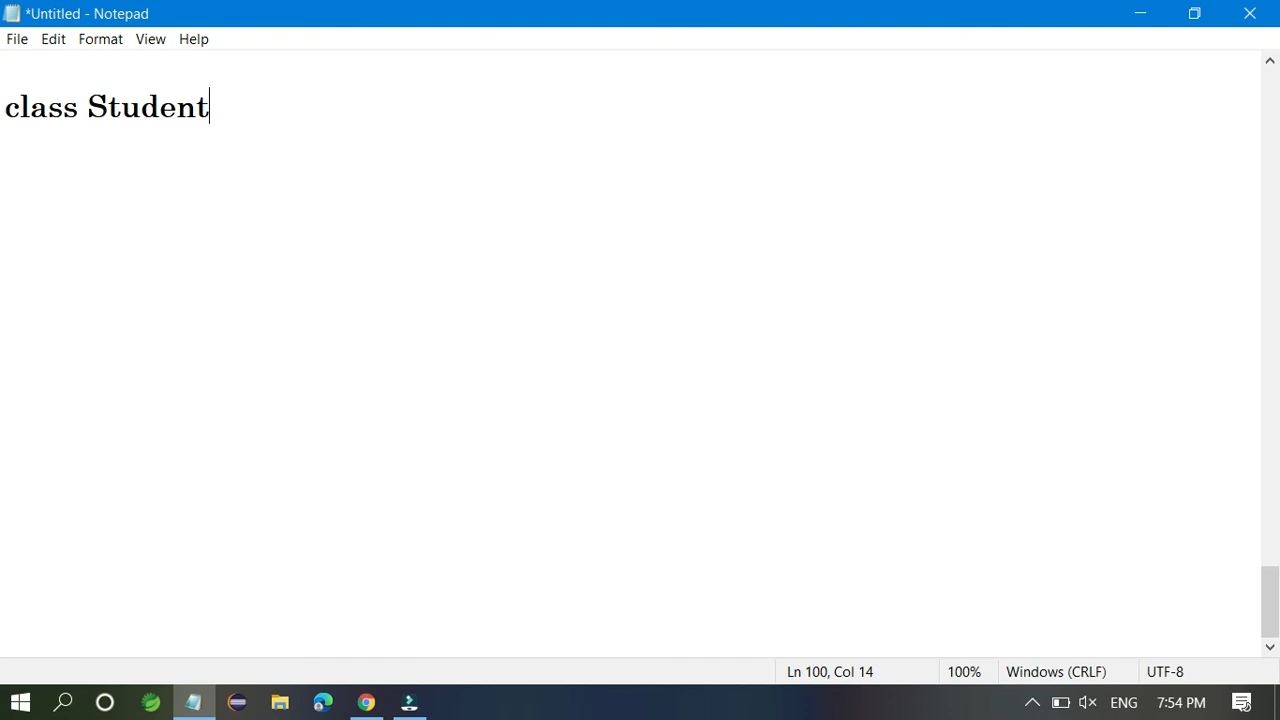 *Untitled - Notepad
File Edit Format View Help
class Student
Ln 100, Col 14 100% Windows (CRLF) UTF-8
ENG 7:54 PM